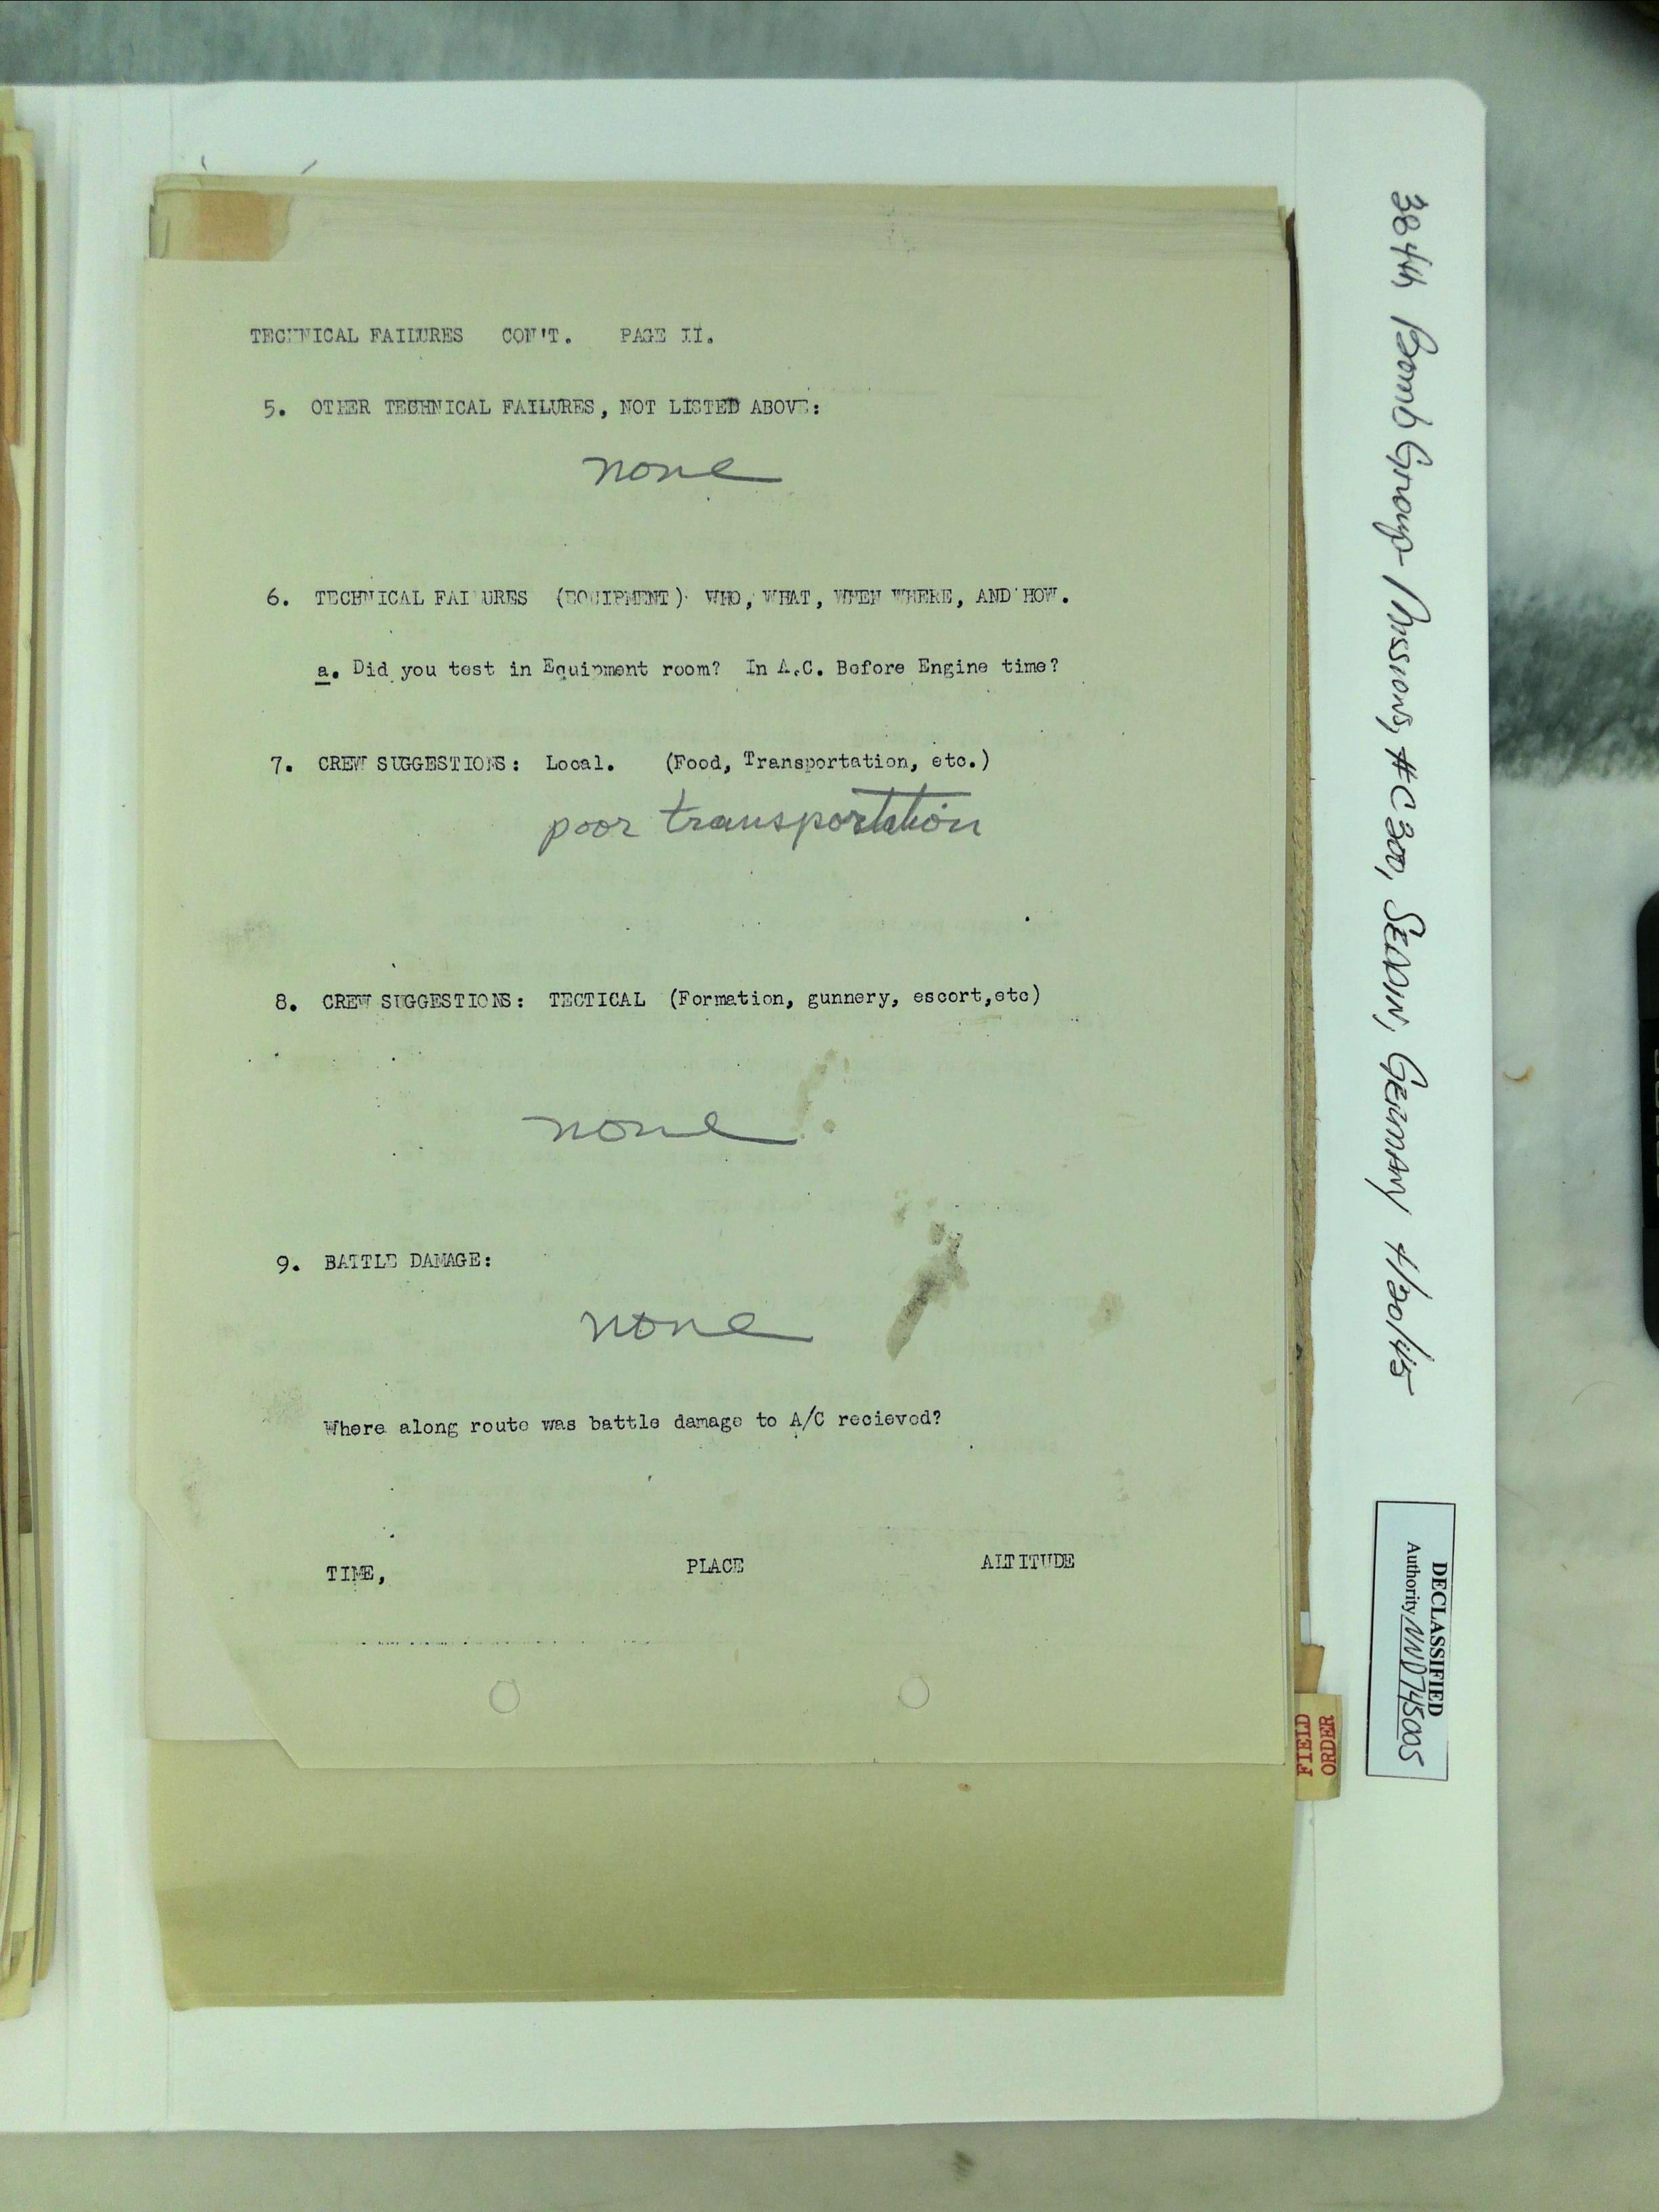 TECHNICAL FAILURES CON'T. PAGE II.
5. OTHER TECHNICAL FAILURES, NOT LISTED ABOVE:
none
6. TECHNICAL FAILURES (EQUIPMENT) WHO, WHAT, WHEN WHERE, AND HOW.
a. Did you test in Equipment room? In A.C. Before Engine time?
7. CREW SUGGESTIONS: Local. (Food, Transportation, etc.)
poor transportation
8. CREW SUGGESTIONS: TECTICAL (Formation, gunnery, escort,etc)
none
9. BATTLE DAMAGE:
none
Where along route was battle damage to A/C recieved?
TIME, PLACE ALTITUDE
384th Bomb Group - Missions, #C300, SEDDIN, GERMANY 4/20/45
DECLASSIFIED
Authority NND745005
FIELD
ORDER